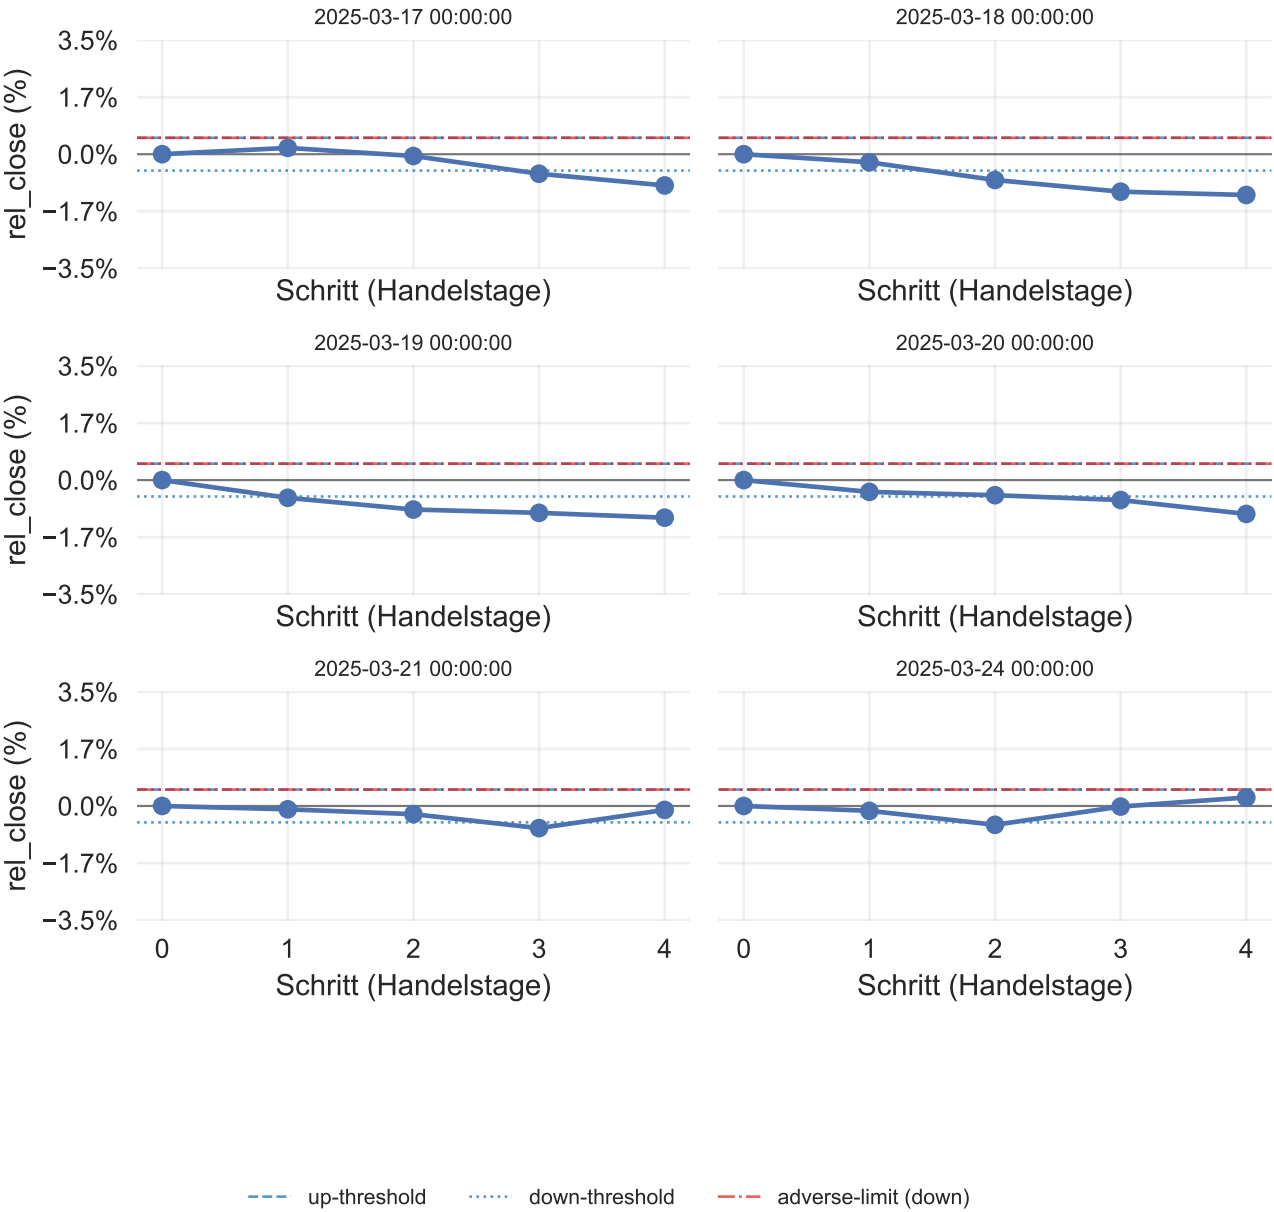 2025-03-17 00:00:00
2025-03-18 00:00:00
3.5%
1.7%
0.0%
−1.7%
−3.5%
rel_close (%)
Schritt (Handelstage)
Schritt (Handelstage)
2025-03-19 00:00:00
2025-03-20 00:00:00
3.5%
1.7%
0.0%
−1.7%
−3.5%
rel_close (%)
Schritt (Handelstage)
Schritt (Handelstage)
2025-03-21 00:00:00
2025-03-24 00:00:00
3.5%
1.7%
0.0%
−1.7%
−3.5%
rel_close (%)
0 1 2 3 4
0 1 2 3 4
Schritt (Handelstage)
Schritt (Handelstage)
up-threshold down-threshold adverse-limit (down)